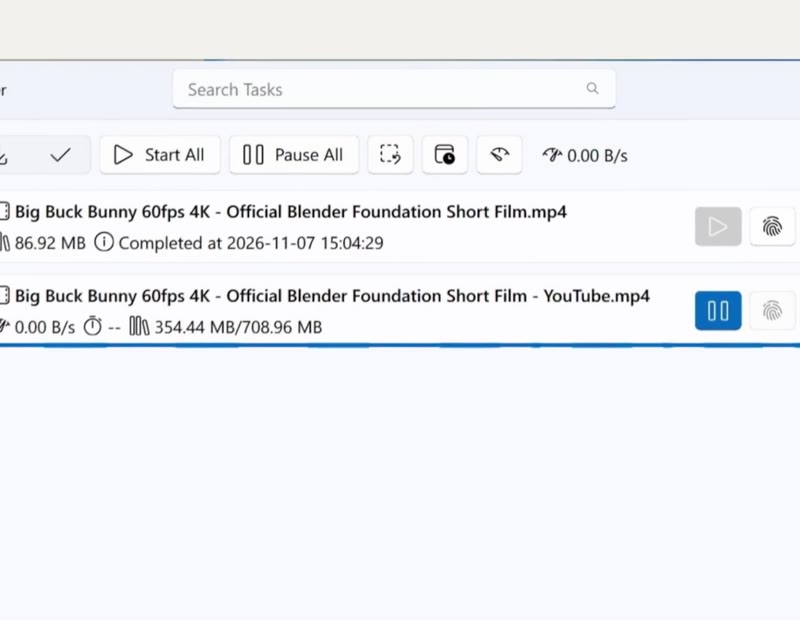 r
Search Tasks
Start All
Pause All
0.00 B/s
Big Buck Bunny 60fps 4K - Official Blender Foundation Short Film.mp4
86.92 MB Completed at 2026-11-07 15:04:29
Big Buck Bunny 60fps 4K - Official Blender Foundation Short Film - YouTube.mp4
0.00 B/s -- 354.44 MB/708.96 MB